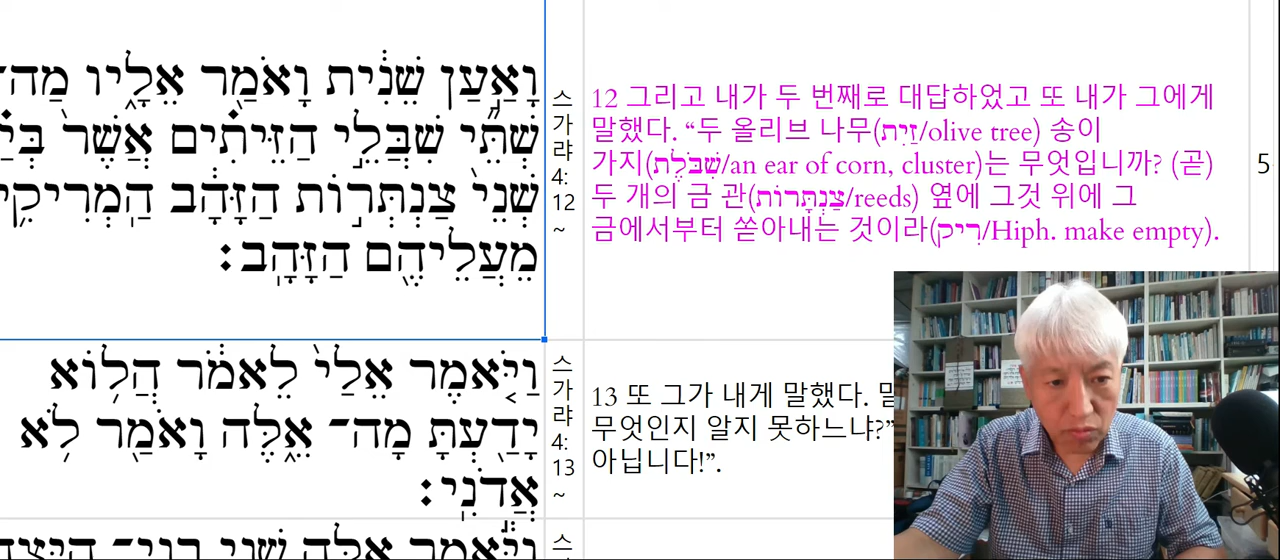 וָאַ֣עַן שֵׁנִ֔ית וָאֹמַ֖ר אֵלָ֑יו מַה־
שְׁתֵּ֞י שִׁבֲּלֵ֣י הַזֵּיתִ֗ים אֲשֶׁר֙
שְׁנֵי֙ צַנְתְּר֣וֹת הַזָּהָ֔ב
מֵעֲלֵיהֶ֖ם הַזָּהָֽב׃
스
가
랴
4:
12
~
12 그리고 내가 두 번째로 대답하었고 또 내가 그에게
말했다. “두 올리브 나무(זַיִת/olive tree) 송이
가지(שִׁבֹּלֶת/an ear of corn, cluster)는 무엇입니까? (곧)
두 개의 금 관(צַנְתָּרוֹת/reeds) 옆에 그것 위에 그
금에서부터 쏟아내는 것이라(רִיק/Hiph. make empty).
5
וַיֹּ֤אמֶר אֵלַי֙ לֵאמֹ֔ר הֲל֥וֹא
יָדַ֖עְתָּ מָה־ אֵ֑לֶּה וָאֹמַ֖ר לֹ֥א
אֲדֹנִֽי׃
스
가
랴
4:
13
~
13 또 그가 내게 말했다.
무엇인지 알지 못하느냐?”
아닙니다!”.
וַיֹּ֕אמֶר אֵ֖לֶּה שְׁנֵ֣י בְנֵֽי־
스